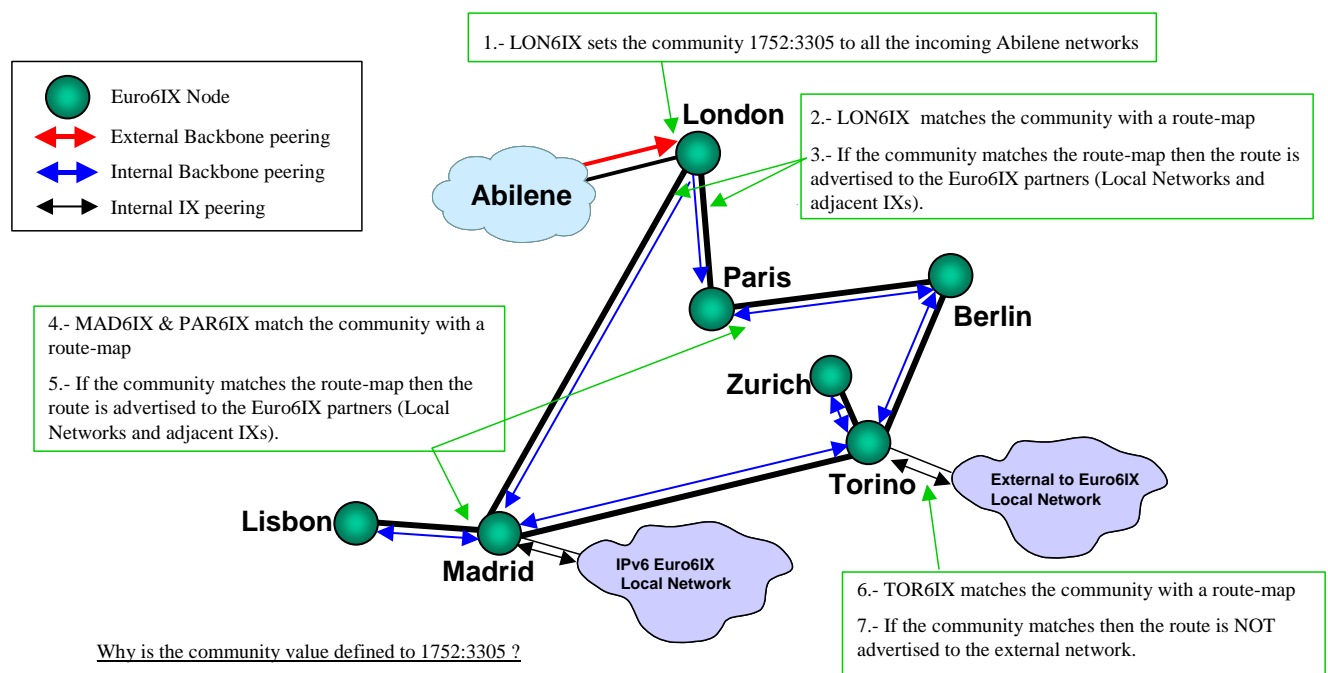 1.- LON6IX sets the community 1752:3305 to all the incoming Abilene networks
Euro6IX Node
External Backbone peering
Internal Backbone peering
Internal IX peering
London
Abilene
2.- LON6IX matches the community with a route-map
3.- If the community matches the route-map then the route is
advertised to the Euro6IX partners (Local Networks and
adjacent IXs).
Paris
Berlin
4.- MAD6IX & PAR6IX match the community with a
route-map
5.- If the community matches the route-map then the
route is advertised to the Euro6IX partners (Local
Networks and adjacent IXs).
Zurich
Torino
External to Euro6IX
Local Network
Lisbon
Madrid
IPv6 Euro6IX
Local Network
6.- TOR6IX matches the community with a route-map
7.- If the community matches then the route is NOT
advertised to the external network.
Why is the community value defined to 1752:3305 ?